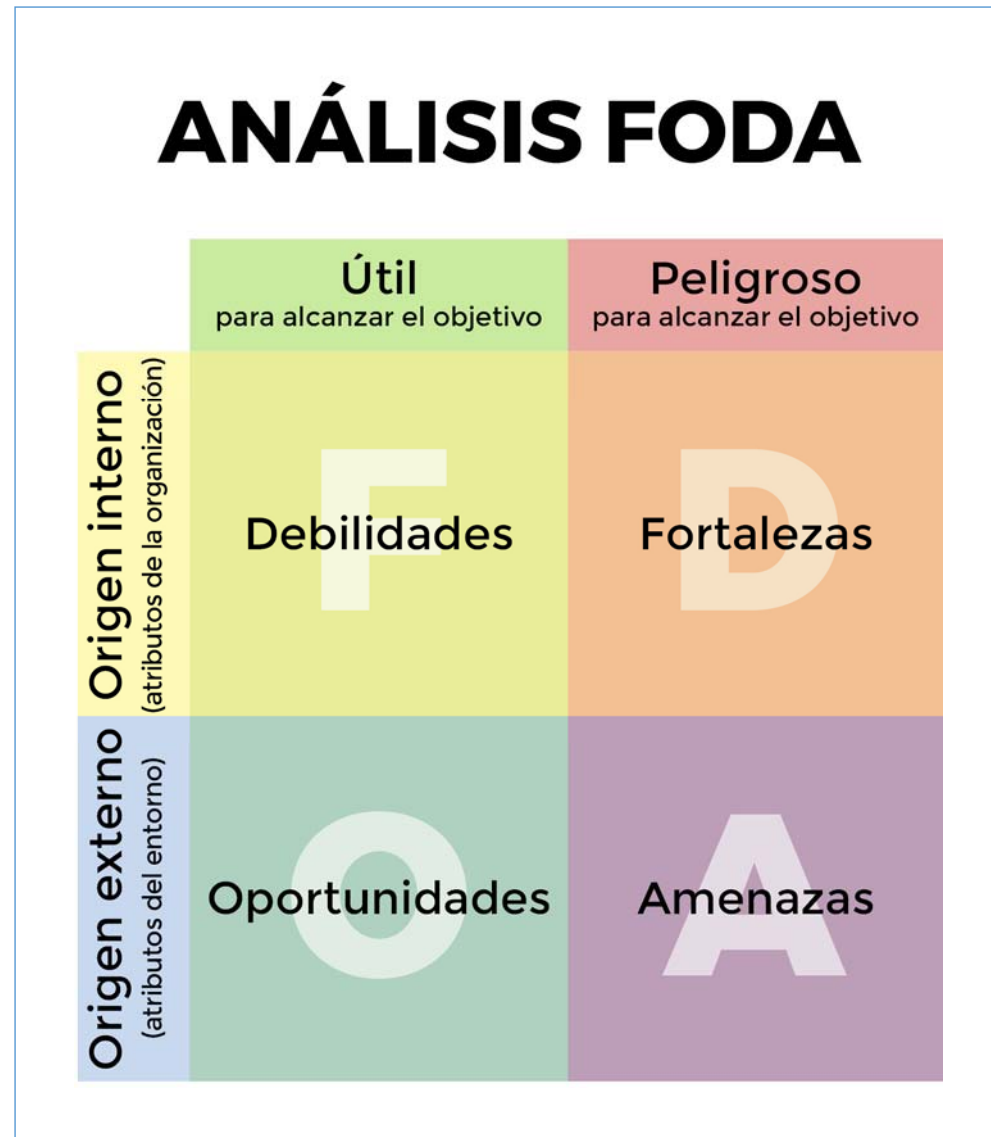 ANÁLISIS FODA
Útil
para alcanzar el objetivo
Peligroso
para alcanzar el objetivo
Origen interno
(atributos de la organización)
F
Debilidades
D
Fortalezas
Origen externo
(atributos del entorno)
O
Oportunidades
A
Amenazas